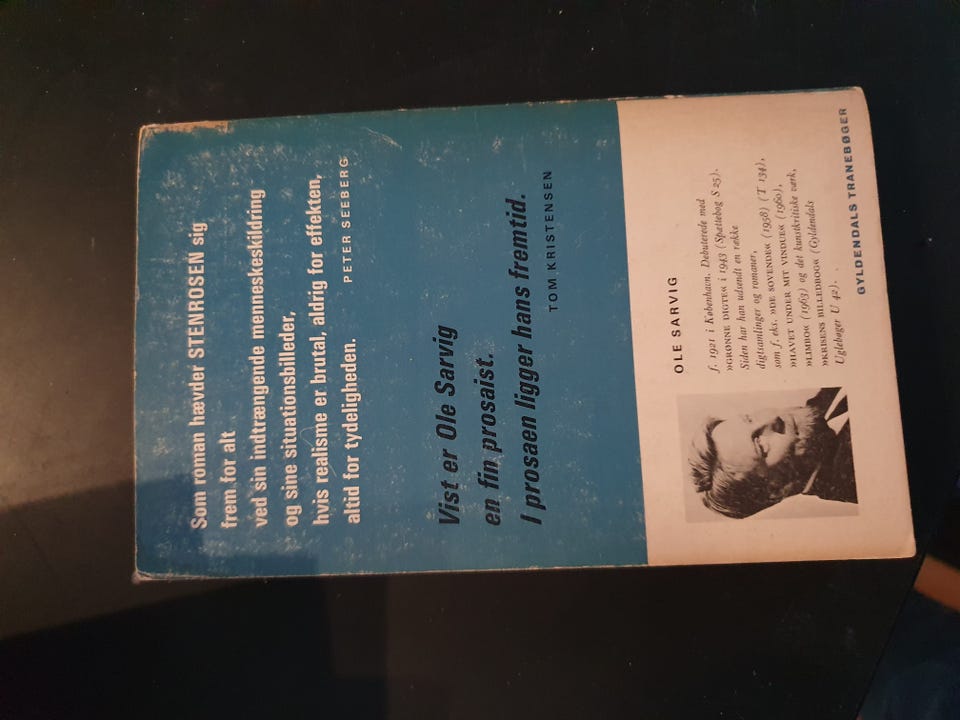 Som roman hævder STENROSEN sig
frem for alt
ved sin indtrængende menneskeskildring
og sine situationsbilleder,
hvis realisme er brutal, aldrig for effekten,
altid for tydeligheden.
PETER SEEBERG
Vist er Ole Sarvig
en fin prosaist.
I prosaen ligger hans fremtid.
TOM KRISTENSEN
OLE SARVIG
f. 1921 i København. Debuterede med
»GRØNNE DIGTE« i 1943 (Spættebog S 25).
Siden har han udsendt en række
digtsamlinger og romaner,
som f. eks. »DE SOVENDE« (1958) (T 134),
»HAVET UNDER MIT VINDUE« (1960),
»LIMBO« (1963) og det kunstkritiske værk,
»KRISENS BILLEDBOG« (Gyldendals
Uglebøger U 42).
GYLDENDALS TRANEBØGER